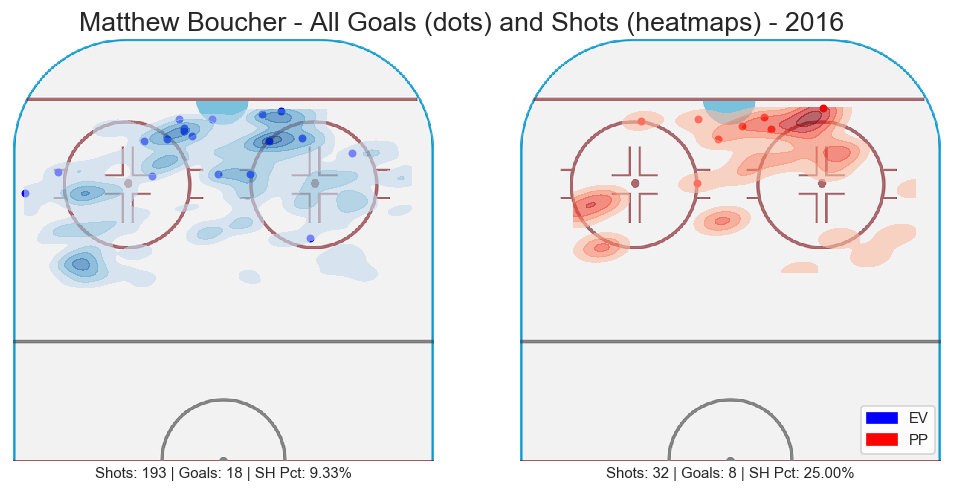 Matthew Boucher - All Goals (dots) and Shots (heatmaps) - 2016
EV
PP
Shots: 193 | Goals: 18 | SH Pct: 9.33%
Shots: 32 | Goals: 8 | SH Pct: 25.00%